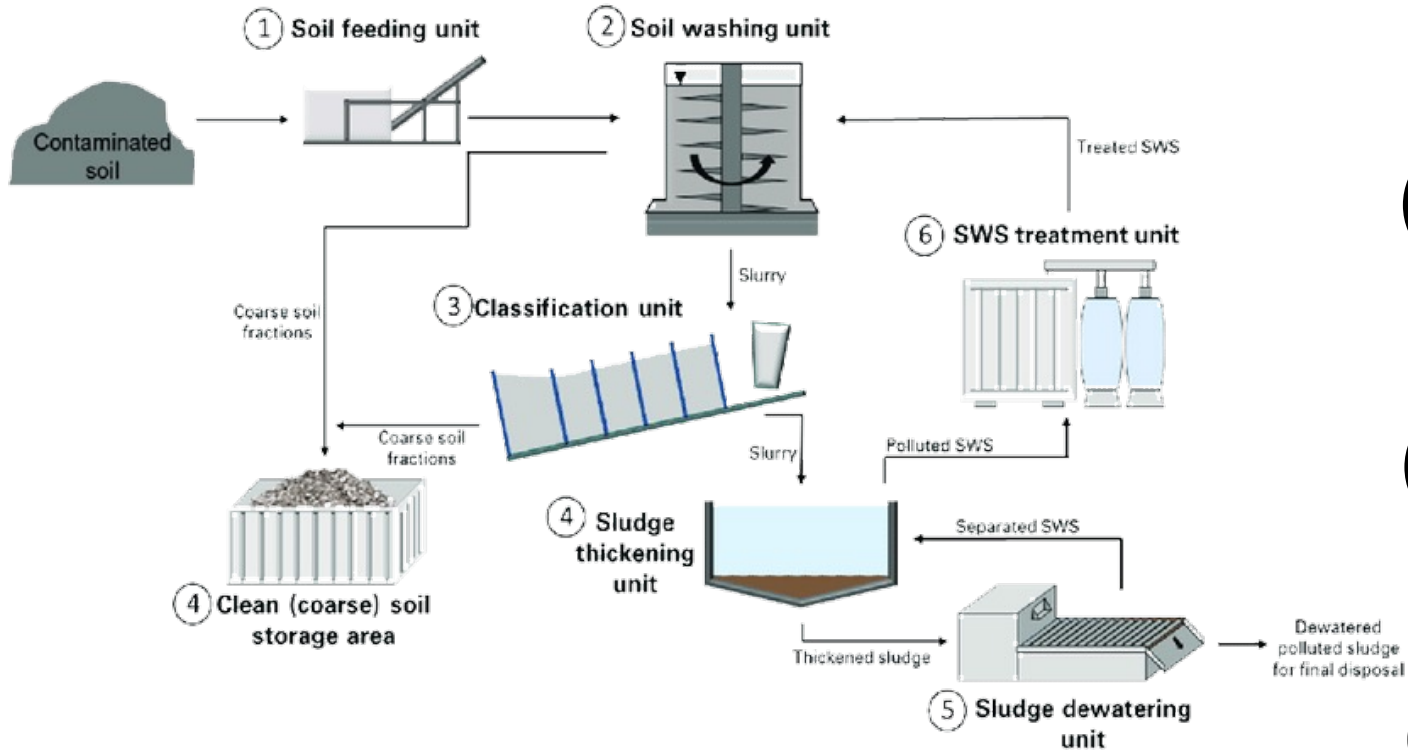 1 Soil feeding unit
2 Soil washing unit
Contaminated
soil
Treated SWS
6 SWS treatment unit
Slurry
3 Classification unit
Coarse soil
fractions
Coarse soil
fractions
Slurry
Polluted SWS
4 Sludge
thickening
unit
Separated SWS
4 Clean (coarse) soil
storage area
Thickened sludge
Dewatered
polluted sludge
for final disposal
5 Sludge dewatering
unit